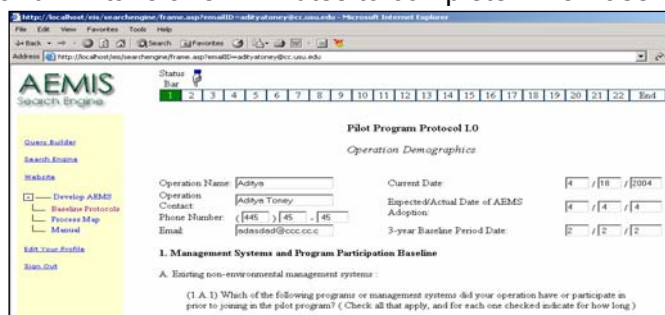 http://localhost/eis/searchengine/frame.asp?emailID=adityatoney@cc.usu.edu - Microsoft Internet Explorer
File Edit View Favorites Tools Help
Back Search Favorites
Address http://localhost/eis/searchengine/frame.asp?emailID=adityatoney@cc.usu.edu
AEMIS
Search Engine
Status
Bar
1 2 3 4 5 6 7 8 9 10 11 12 13 14 15 16 17 18 19 20 21 22 End
Query Builder
Search Engine
Website
Develop AEMS
Baseline Protocols
Process Map
Manual
Edit Your Profile
Sign Out
Pilot Program Protocol 1.0
Operation Demographics
Operation Name: Aditya
Operation Contact: Aditya Toney
Phone Number: ( 445 ) 45 - 45
Email: adasdad@ccc.cc.c
Current Date: 4 / 18 / 2004
Expected/Actual Date of AEMS Adoption: 4 / 4 / 4
3-year Baseline Period Date: 2 / 2 / 2
1. Management Systems and Program Participation Baseline
A. Existing non-environmental management systems :
(1.A.1) Which of the following programs or management systems did your operation have or participate in
prior to joining in the pilot program? ( Check all that apply, and for each one checked indicate for how long )